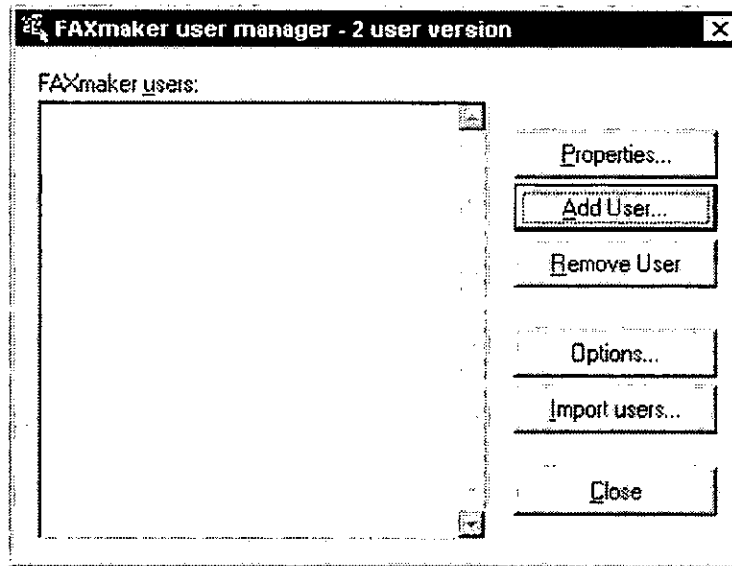 FAXmaker user manager - 2 user version
FAXmaker users:
Properties...
Add User...
Remove User
Options...
Import users...
Close